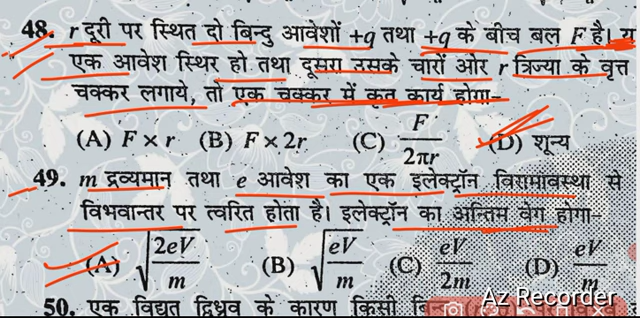 48. r दूरी पर स्थित दो बिन्दु आवेशों +q तथा +q के बीच बल F है। य
एक आवेश स्थिर हो तथा दूसरा उसके चारों ओर r त्रिज्या के वृत्त
चक्कर लगाये, तो एक चक्कर में कृत कार्य होगा–
(A) F × r (B) F × 2r (C) F/2πr (D) शून्य
49. m द्रव्यमान तथा e आवेश का एक इलेक्ट्रॉन विरामावस्था से
विभवान्तर पर त्वरित होता है। इलेक्ट्रॉन का अन्तिम वेग होगा–
(A) √(2eV/m) (B) √(eV/m) (C) eV/2m (D) eV/m
50. एक विद्युत द्विध्रुव के कारण किसी
Az Recorder